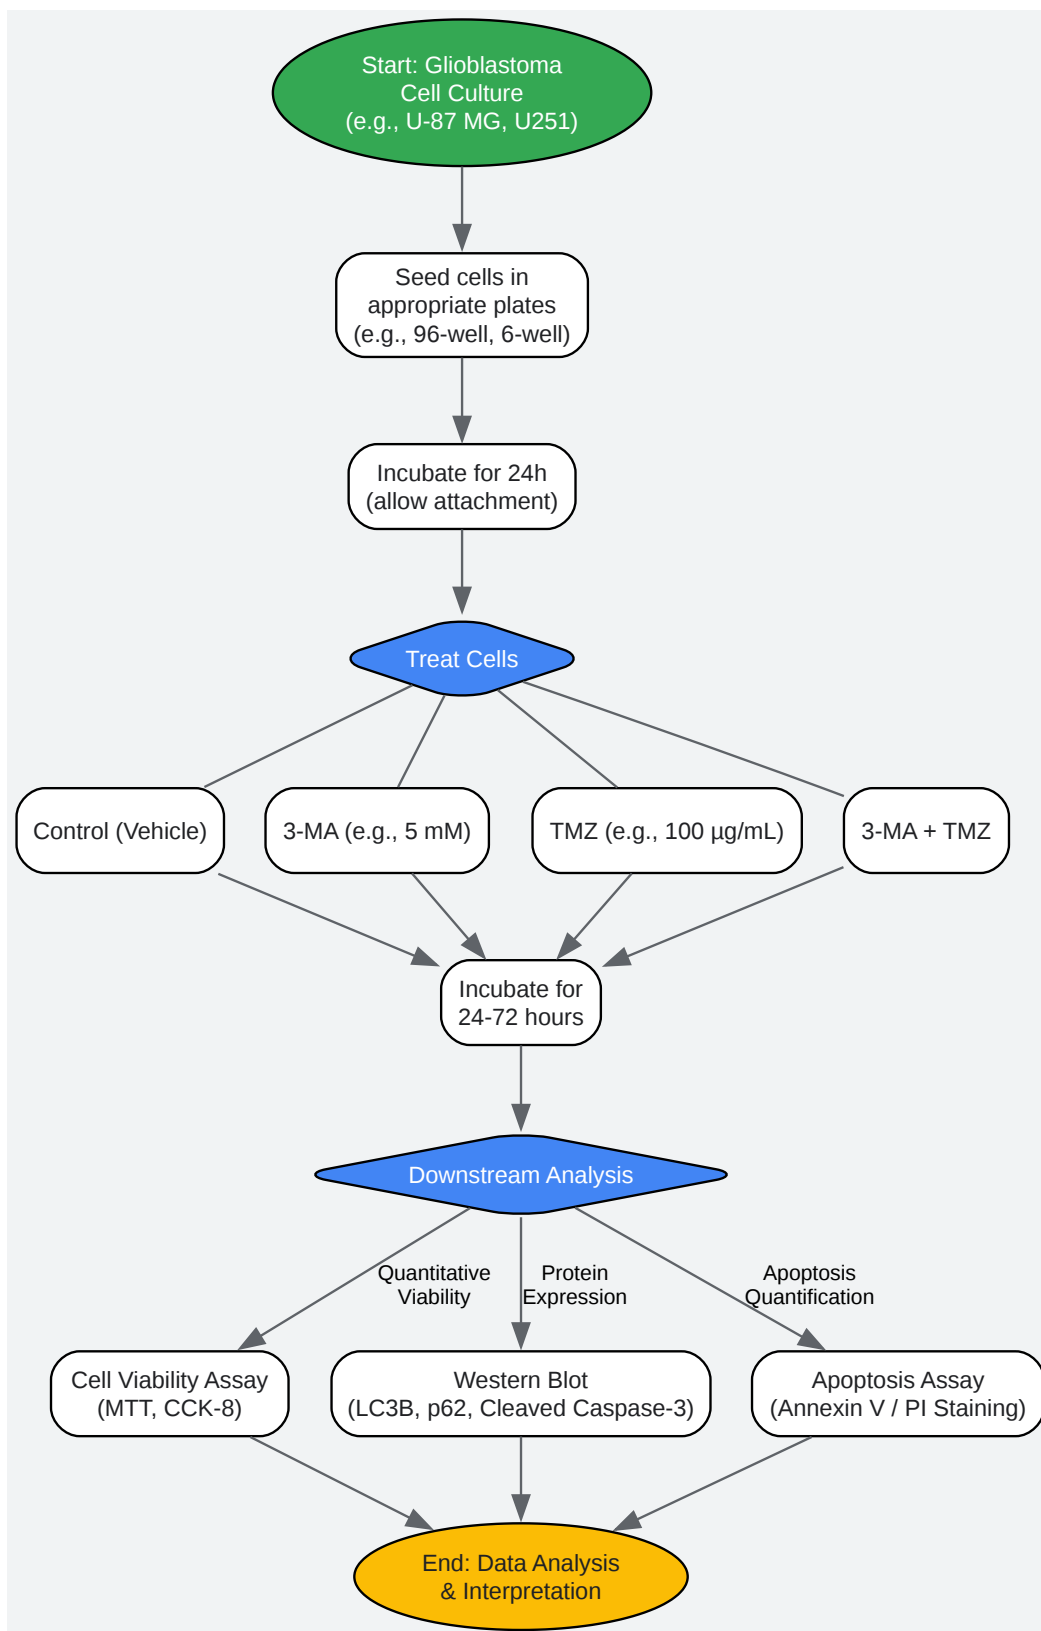 Start: Glioblastoma
Cell Culture
(e.g., U-87 MG, U251)
Seed cells in
appropriate plates
(e.g., 96-well, 6-well)
Incubate for 24h
(allow attachment)
Treat Cells
Control (Vehicle)
3-MA (e.g., 5 mM)
TMZ (e.g., 100 µg/mL)
3-MA + TMZ
Incubate for
24-72 hours
Downstream Analysis
Quantitative
Viability
Protein
Expression
Apoptosis
Quantification
Cell Viability Assay
(MTT, CCK-8)
Western Blot
(LC3B, p62, Cleaved Caspase-3)
Apoptosis Assay
(Annexin V / PI Staining)
End: Data Analysis
& Interpretation